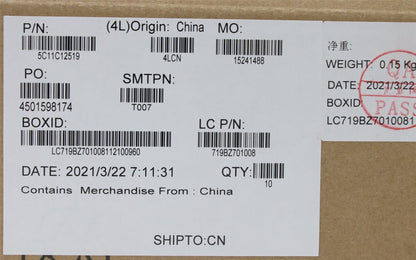 P/N:
(4L)Origin: China
MO:
5C11C12519
4LCN
15241488
PO:
SMTPN:
4501598174
T007
BOXID:
LC P/N:
LC719BZ701008112100960
719BZ701008
DATE: 2021/3/22 7:11:31
QTY:
10
Contains Merchandise From : China
SHIPTO:CN
净重:
WEIGHT: 0.15 Kg
DATE: 2021/3/22
BOXID:
LC719BZ7010081
QA
PASS